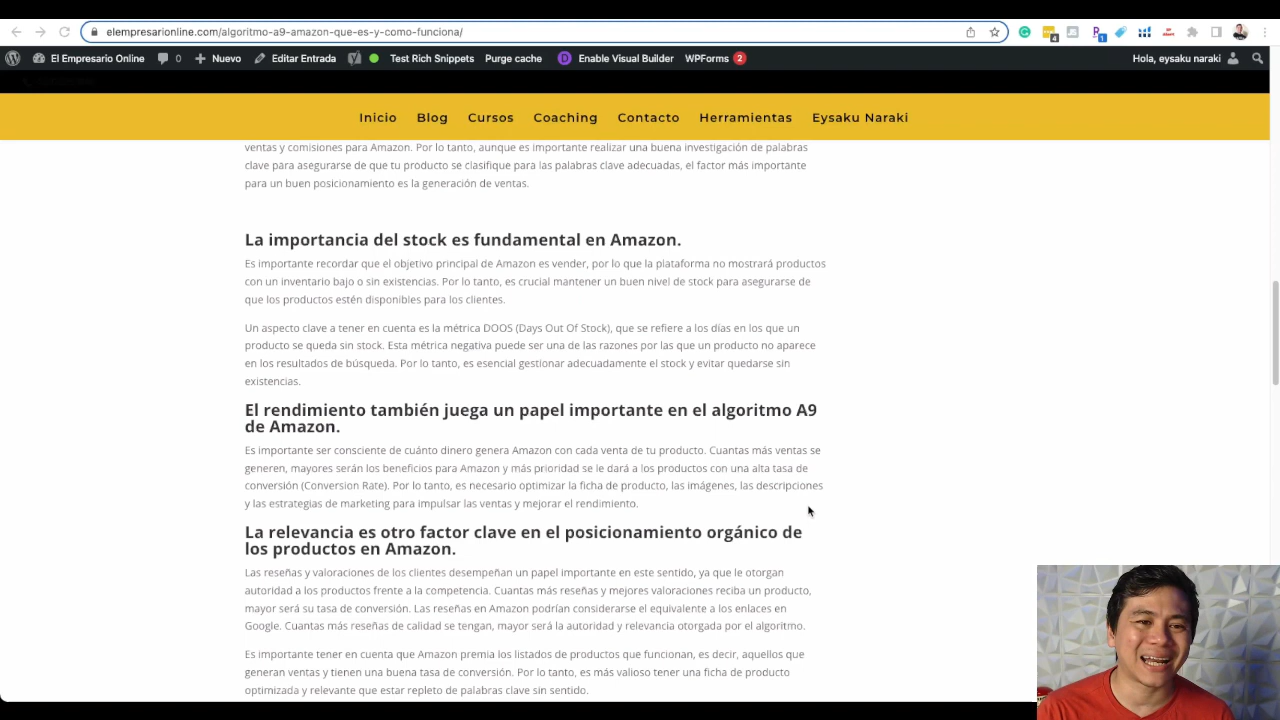 elempresarionline.com/algoritmo-a9-amazon-que-es-y-como-funciona/
El Empresario Online 0 Nuevo Editar Entrada Test Rich Snippets Purge cache Enable Visual Builder WPForms 2 Hola, eysaku naraki
Inicio Blog Cursos Coaching Contacto Herramientas Eysaku Naraki
ventas y comisiones para Amazon. Por lo tanto, aunque es importante realizar una buena investigación de palabras
clave para asegurarse de que tu producto se clasifique para las palabras clave adecuadas, el factor más importante
para un buen posicionamiento es la generación de ventas.
La importancia del stock es fundamental en Amazon.
Es importante recordar que el objetivo principal de Amazon es vender, por lo que la plataforma no mostrará productos
con un inventario bajo o sin existencias. Por lo tanto, es crucial mantener un buen nivel de stock para asegurarse de
que los productos estén disponibles para los clientes.
Un aspecto clave a tener en cuenta es la métrica DOOS (Days Out Of Stock), que se refiere a los días en los que un
producto se queda sin stock. Esta métrica negativa puede ser una de las razones por las que un producto no aparece
en los resultados de búsqueda. Por lo tanto, es esencial gestionar adecuadamente el stock y evitar quedarse sin
existencias.
El rendimiento también juega un papel importante en el algoritmo A9
de Amazon.
Es importante ser consciente de cuánto dinero genera Amazon con cada venta de tu producto. Cuantas más ventas se
generen, mayores serán los beneficios para Amazon y más prioridad se le dará a los productos con una alta tasa de
conversión (Conversion Rate). Por lo tanto, es necesario optimizar la ficha de producto, las imágenes, las descripciones
y las estrategias de marketing para impulsar las ventas y mejorar el rendimiento.
La relevancia es otro factor clave en el posicionamiento orgánico de
los productos en Amazon.
Las reseñas y valoraciones de los clientes desempeñan un papel importante en este sentido, ya que le otorgan
autoridad a los productos frente a la competencia. Cuantas más reseñas y mejores valoraciones reciba un producto,
mayor será su tasa de conversión. Las reseñas en Amazon podrían considerarse el equivalente a los enlaces en
Google. Cuantas más reseñas de calidad se tengan, mayor será la autoridad y relevancia otorgada por el algoritmo.
Es importante tener en cuenta que Amazon premia los listados de productos que funcionan, es decir, aquellos que
generan ventas y tienen una buena tasa de conversión. Por lo tanto, es más valioso tener una ficha de producto
optimizada y relevante que estar repleto de palabras clave sin sentido.